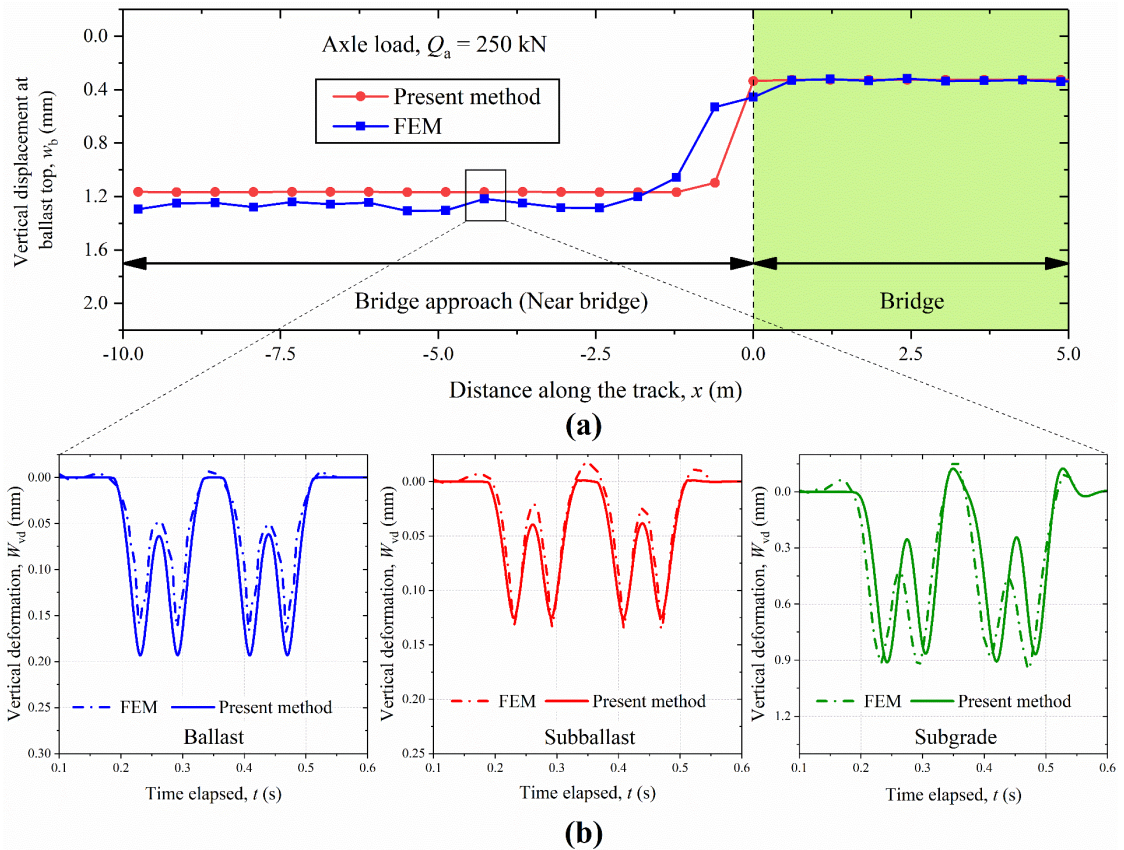 0.0
0.4
0.8
1.2
1.6
2.0
Vertical displacement at
ballast top, w_b (mm)
Axle load, Q_a = 250 kN
Present method
FEM
Bridge approach (Near bridge)
Bridge
-10.0 -7.5 -5.0 -2.5 0.0 2.5 5.0
Distance along the track, x (m)
(a)
Vertical deformation, W_vd (mm)
0.00
0.05
0.10
0.15
0.20
0.25
0.30
FEM Present method
Ballast
0.1 0.2 0.3 0.4 0.5 0.6
Time elapsed, t (s)
Vertical deformation, W_vd (mm)
0.00
0.05
0.10
0.15
0.20
0.25
FEM Present method
Subballast
0.1 0.2 0.3 0.4 0.5 0.6
Time elapsed, t (s)
Vertical deformation, W_vd (mm)
0.0
0.3
0.6
0.9
1.2
FEM Present method
Subgrade
0.1 0.2 0.3 0.4 0.5 0.6
Time elapsed, t (s)
(b)